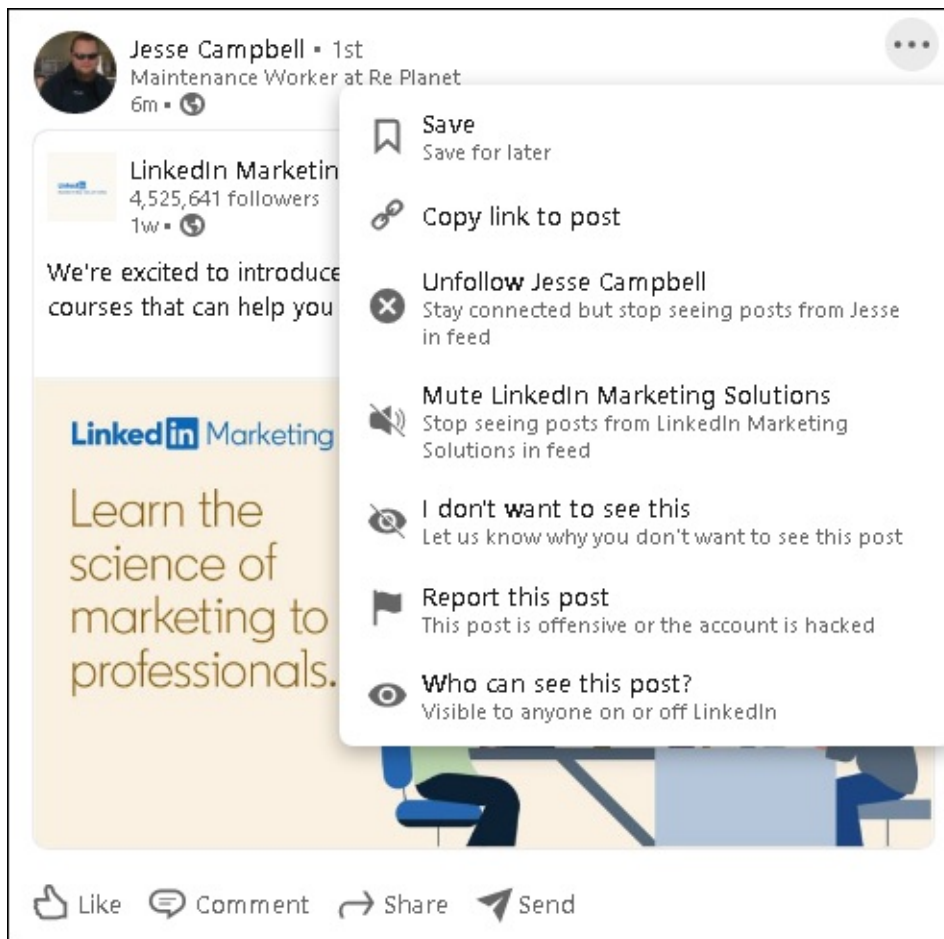 Jesse Campbell • 1st
Maintenance Worker at Re Planet
6m •
Save
Save for later
Copy link to post
Unfollow Jesse Campbell
Stay connected but stop seeing posts from Jesse
in feed
Mute LinkedIn Marketing Solutions
Stop seeing posts from LinkedIn Marketing
Solutions in feed
I don't want to see this
Let us know why you don't want to see this post
Report this post
This post is offensive or the account is hacked
Who can see this post?
Visible to anyone on or off LinkedIn
LinkedIn Marketin
4,525,641 followers
1w •
We're excited to introduce
courses that can help you
LinkedIn Marketing
Learn the
science of
marketing to
professionals.
Like Comment Share Send